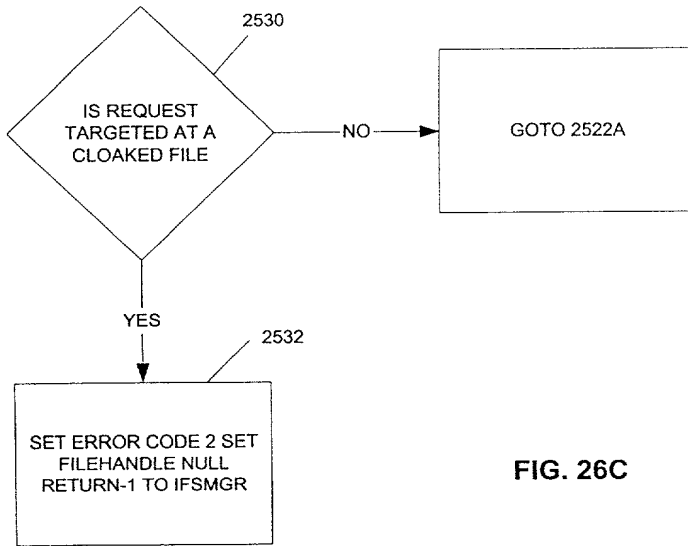 2530
IS REQUEST
TARGETED AT A
CLOAKED FILE
NO
GOTO 2522A
YES
2532
SET ERROR CODE 2 SET
FILEHANDLE NULL
RETURN-1 TO IFSMGR
FIG. 26C